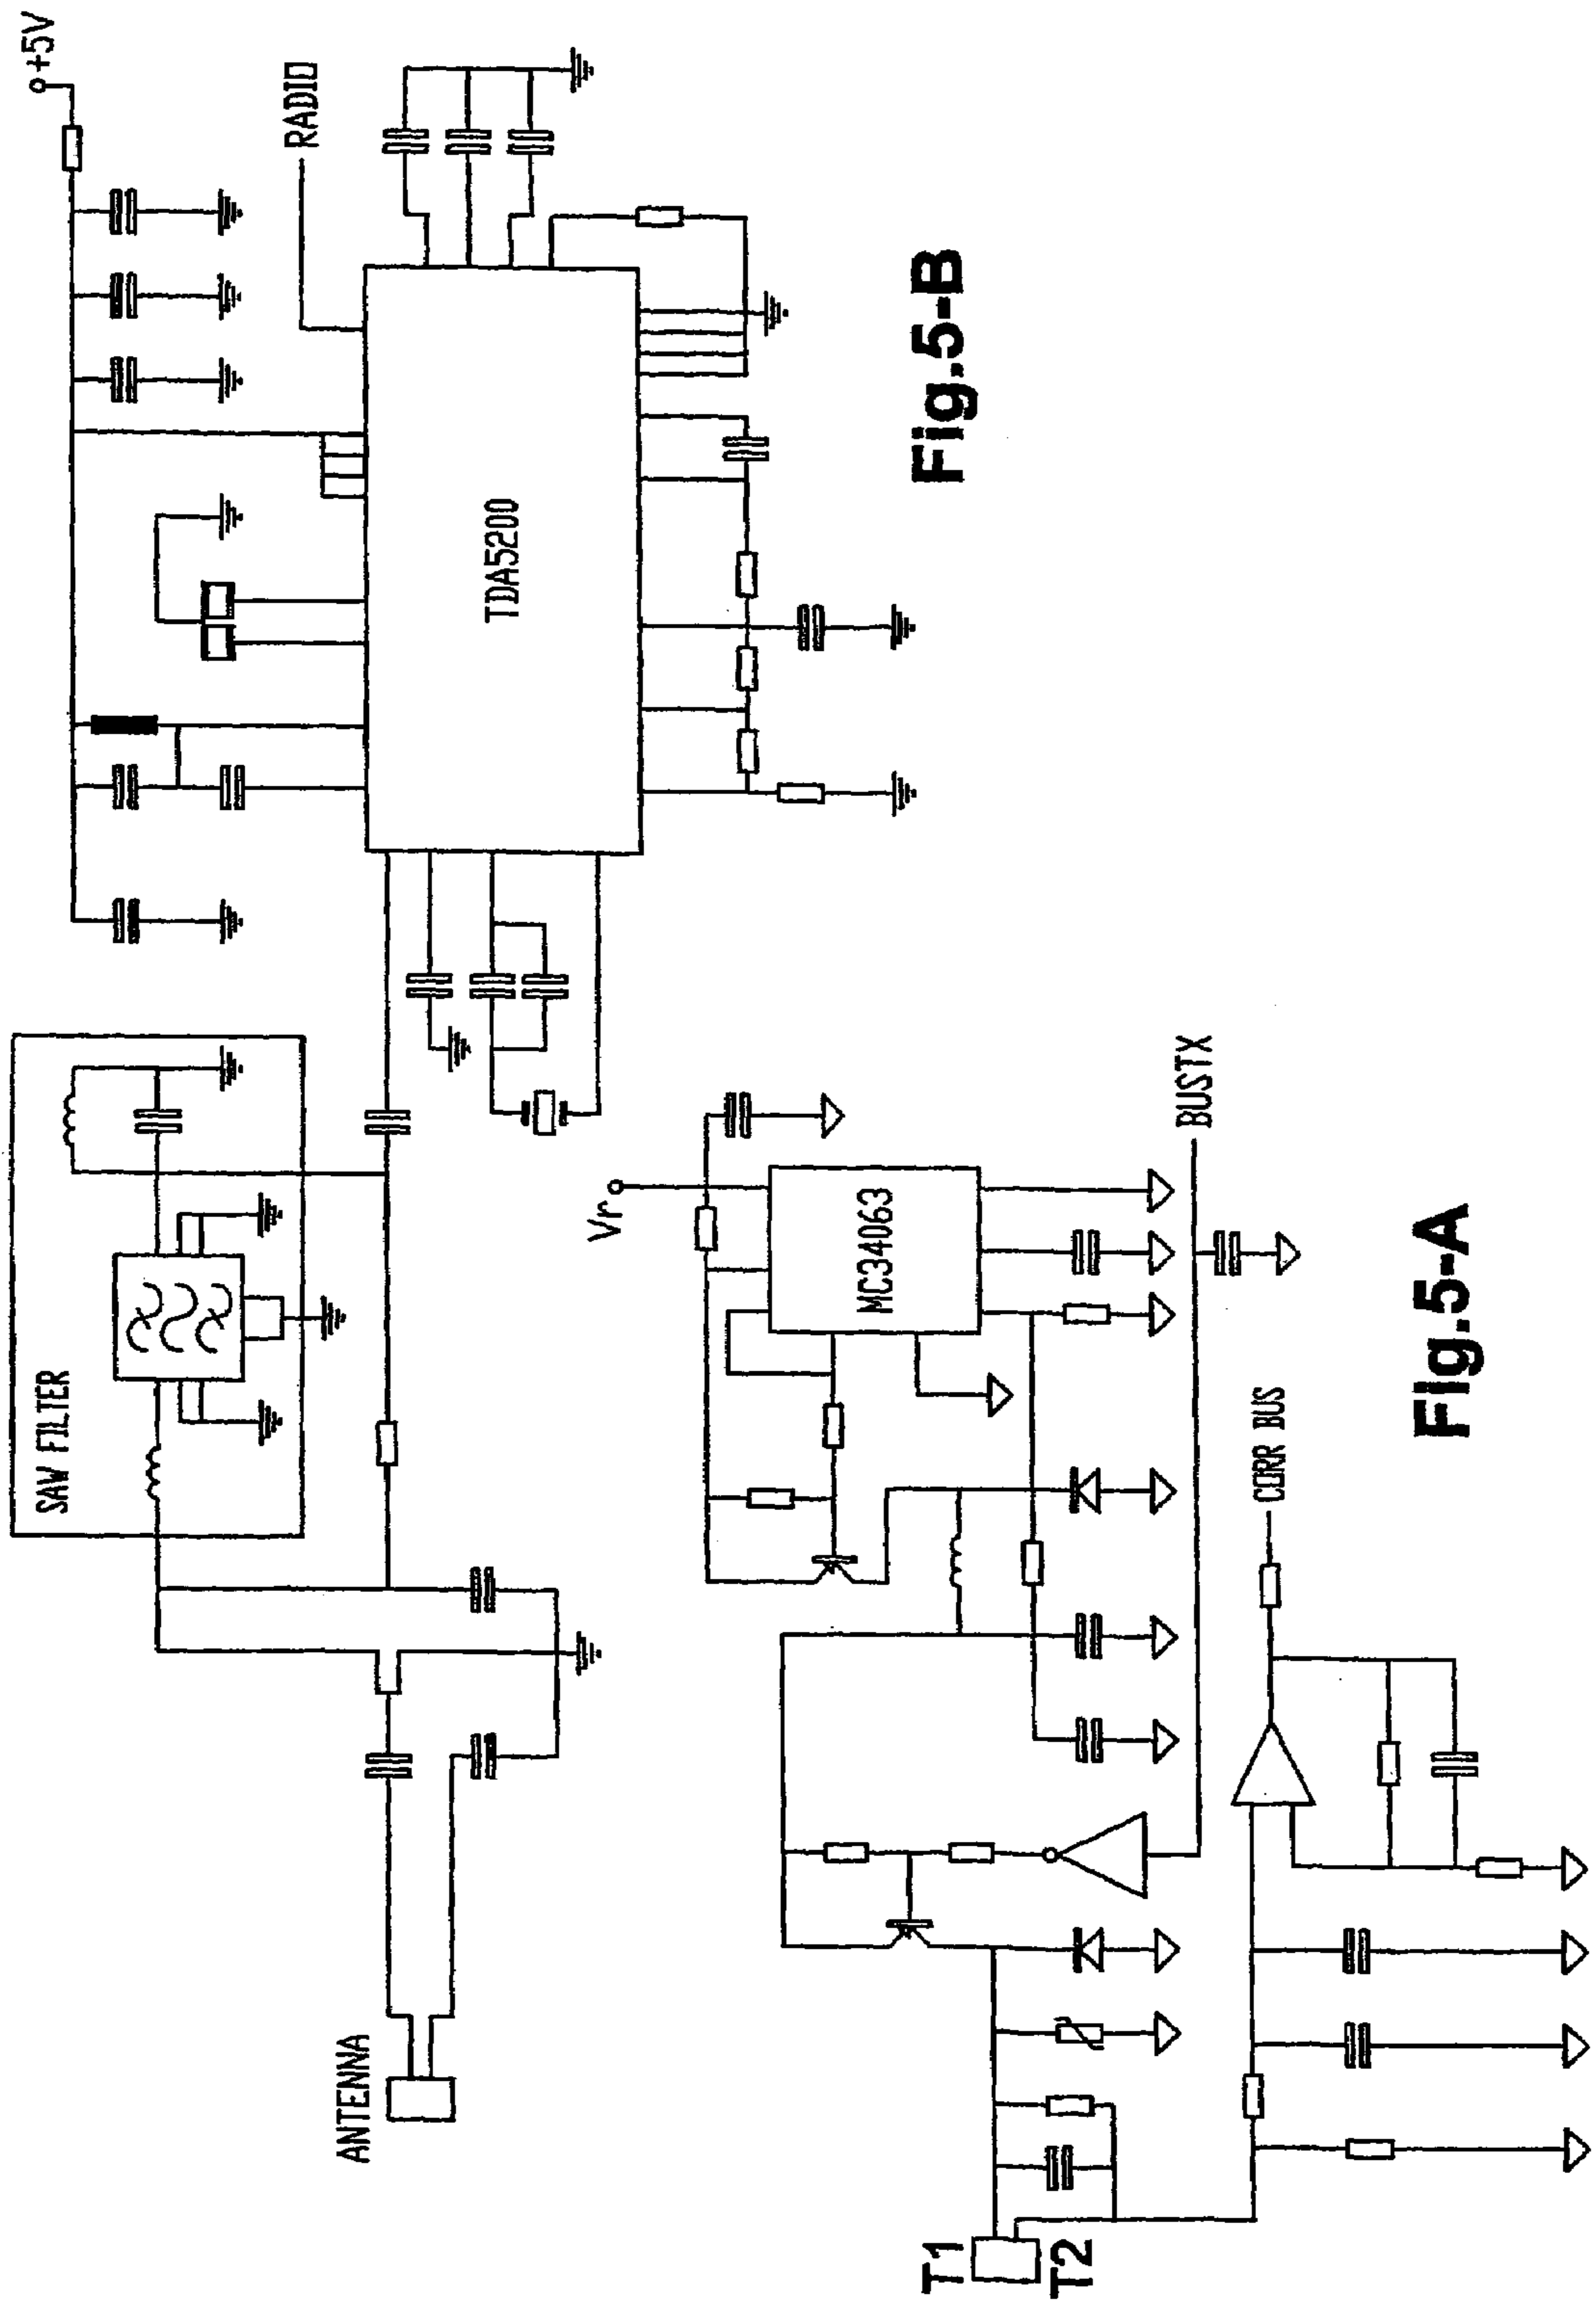 +5V
SAW FILTER
RADIO
ANTENNA
TDA5200
Fig.5-B
Vr
MC34063
T1
T2
BUSTX
CORR BUS
Fig.5-A